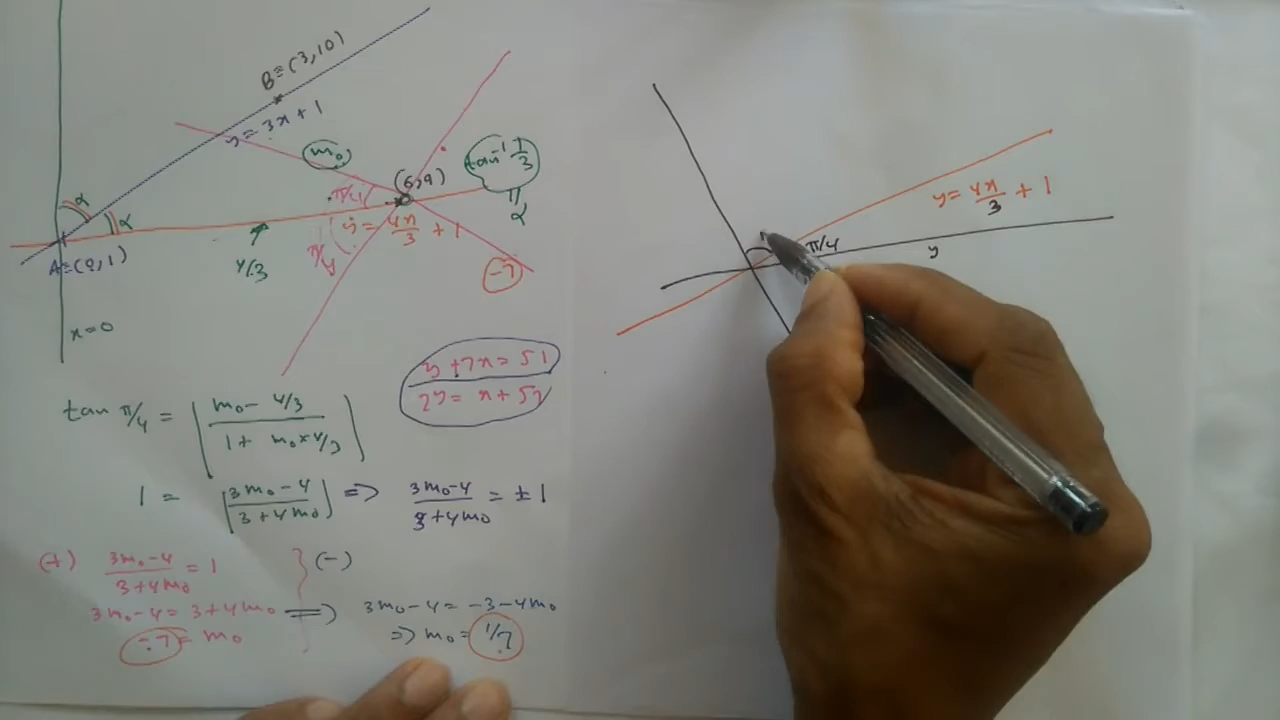 B≡(3,10)
y=3x+1
m₀
tan⁻¹ 1/3
(6,9)
π/4
α
α
=
α
y= 4x/3 + 1
π/4
A≡(0,1)
4/3
-7
x=0
y+7x=51
7y= x+57
tan π/4 = |(m₀-4/3)/(1+ m₀×4/3)|
1 = |(3m₀-4)/(3+4m₀)| => (3m₀-4)/(3+4m₀) = ±1
(+) (3m₀-4)/(3+4m₀) =1
(-)
3m₀-4=3+4m₀ => 3m₀-4= -3-4m₀
-7= m₀
=> m₀= 1/7
y= 4x/3 + 1
π/4
y